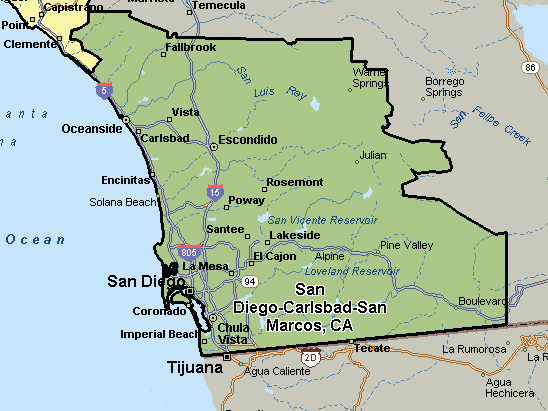 Capistrano
Point
Temecula
Clemente
Fallbrook
86
San
Luis Rey
Warner
Springs
Borrego
Springs
5
San Felipe Creek
Vista
Oceanside
Carlsbad
Escondido
Julian
Encinitas
Rosemont
15
Solana Beach
Poway
San Vicente Reservoir
Santee
Lakeside
Ocean
805
El Cajon
Alpine
Pine Valley
La Mesa
Loveland Reservoir
San Diego
94
San
Diego-Carlsbad-San
Marcos, CA
Boulevard
Coronado
Imperial Beach
Chula
Vista
Tecate
La Rumorosa
Tijuana
2D
Agua Caliente
Agua
Hechicera